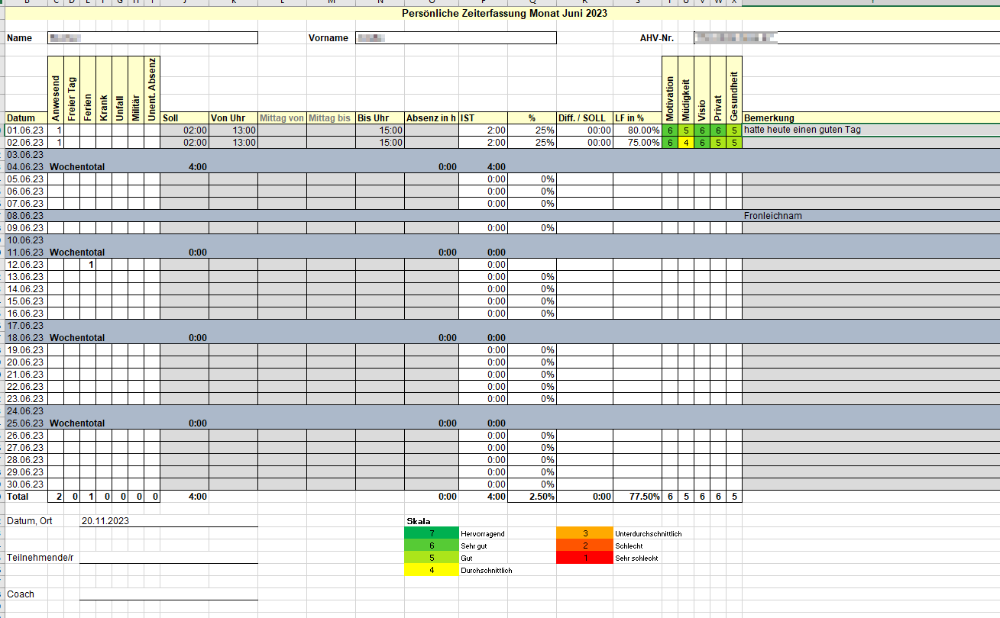 B C D E F G H I J K L M N O P Q R S T U V W X Y
Persönliche Zeiterfassung Monat Juni 2023
Name Vorname AHV-Nr.
Datum Anwesend Freier Tag Ferien Krank Unfall Militär Unent. Absenz Soll Von Uhr Mittag von Mittag bis Bis Uhr Absenz in h IST % Diff. / SOLL LF in % Motivation Müdigkeit Visio Privat Gesundheit Bemerkung
01.06.23 1 02:00 13:00 15:00 2:00 25% 00:00 80.00% 6 5 6 6 5 hatte heute einen guten Tag
02.06.23 1 02:00 13:00 15:00 2:00 25% 00:00 75.00% 6 4 6 5 5
03.06.23
04.06.23 Wochentotal 4:00 0:00 4:00
05.06.23 0:00 0%
06.06.23 0:00 0%
07.06.23 0:00 0%
08.06.23 Fronleichnam
09.06.23 0:00 0%
10.06.23
11.06.23 Wochentotal 0:00 0:00 0:00
12.06.23 1 0:00
13.06.23 0:00 0%
14.06.23 0:00 0%
15.06.23 0:00 0%
16.06.23 0:00 0%
17.06.23
18.06.23 Wochentotal 0:00 0:00 0:00
19.06.23 0:00 0%
20.06.23 0:00 0%
21.06.23 0:00 0%
22.06.23 0:00 0%
23.06.23 0:00 0%
24.06.23
25.06.23 Wochentotal 0:00 0:00 0:00
26.06.23 0:00 0%
27.06.23 0:00 0%
28.06.23 0:00 0%
29.06.23 0:00 0%
30.06.23 0:00 0%
Total 2 0 1 0 0 0 0 4:00 0:00 4:00 2.50% 0:00 77.50% 6 5 6 6 5
Datum, Ort 20.11.2023 Skala
7 Hervorragend 3 Unterdurchschnittlich
6 Sehr gut 2 Schlecht
Teilnehmende/r 5 Gut 1 Sehr schlecht
4 Durchschnittlich
Coach